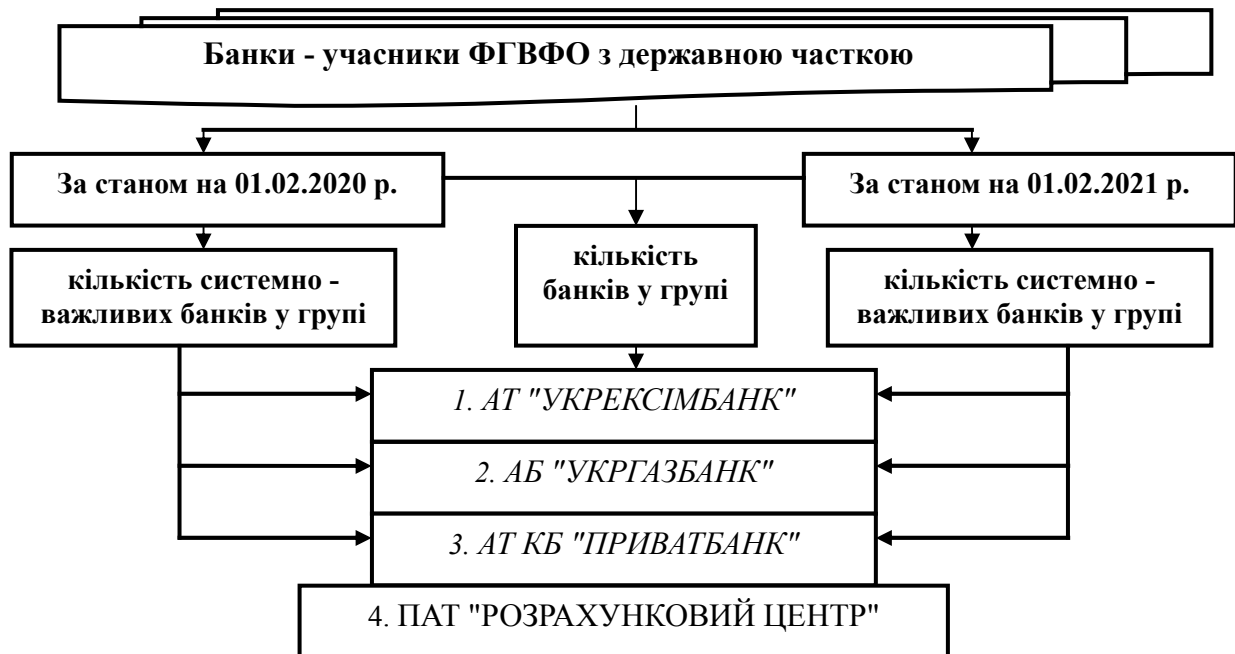 Банки - учасники ФГВФО з державною часткою
За станом на 01.02.2020 р.
За станом на 01.02.2021 р.
кількість системно -
важливих банків у групі
кількість
банків у групі
кількість системно -
важливих банків у групі
1. АТ "УКРЕКСІМБАНК"
2. АБ "УКРГАЗБАНК"
3. АТ КБ "ПРИВАТБАНК"
4. ПАТ "РОЗРАХУНКОВИЙ ЦЕНТР"